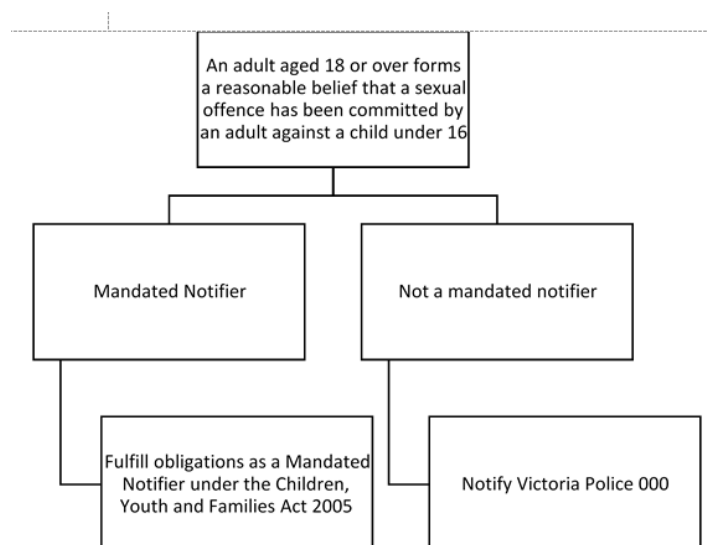 An adult aged 18 or over forms
a reasonable belief that a sexual
offence has been committed by
an adult against a child under 16
Mandated Notifier
Not a mandated notifier
Fulfill obligations as a Mandated
Notifier under the Children,
Youth and Families Act 2005
Notify Victoria Police 000